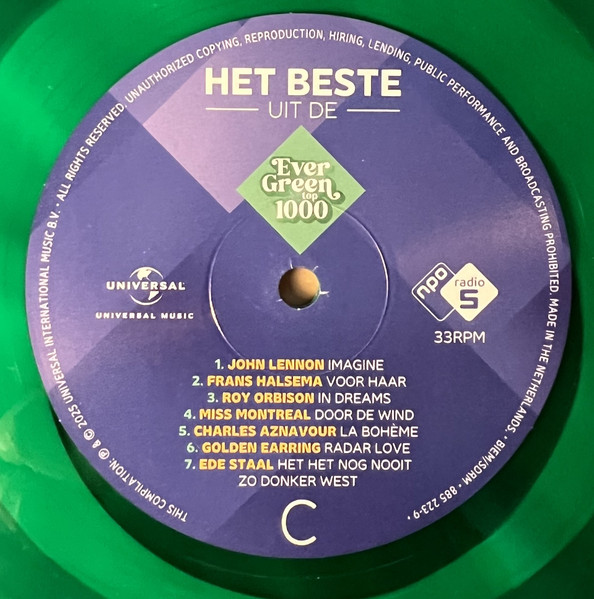 HET BESTE
UIT DE
Ever
Green
top
1000
UNIVERSAL
UNIVERSAL MUSIC
npo
radio
5
33RPM
1. JOHN LENNON IMAGINE
2. FRANS HALSEMA VOOR HAAR
3. ROY ORBISON IN DREAMS
4. MISS MONTREAL DOOR DE WIND
5. CHARLES AZNAVOUR LA BOHÈME
6. GOLDEN EARRING RADAR LOVE
7. EDE STAAL HET HET NOG NOOIT
ZO DONKER WEST
C
THIS COMPILATION: ℗ & © 2025 UNIVERSAL INTERNATIONAL MUSIC B.V. • ALL RIGHTS RESERVED. UNAUTHORIZED COPYING, REPRODUCTION, HIRING, LENDING, PUBLIC PERFORMANCE AND BROADCASTING PROHIBITED. MADE IN THE NETHERLANDS. • BIEM/SDRM • 885 223-9 •